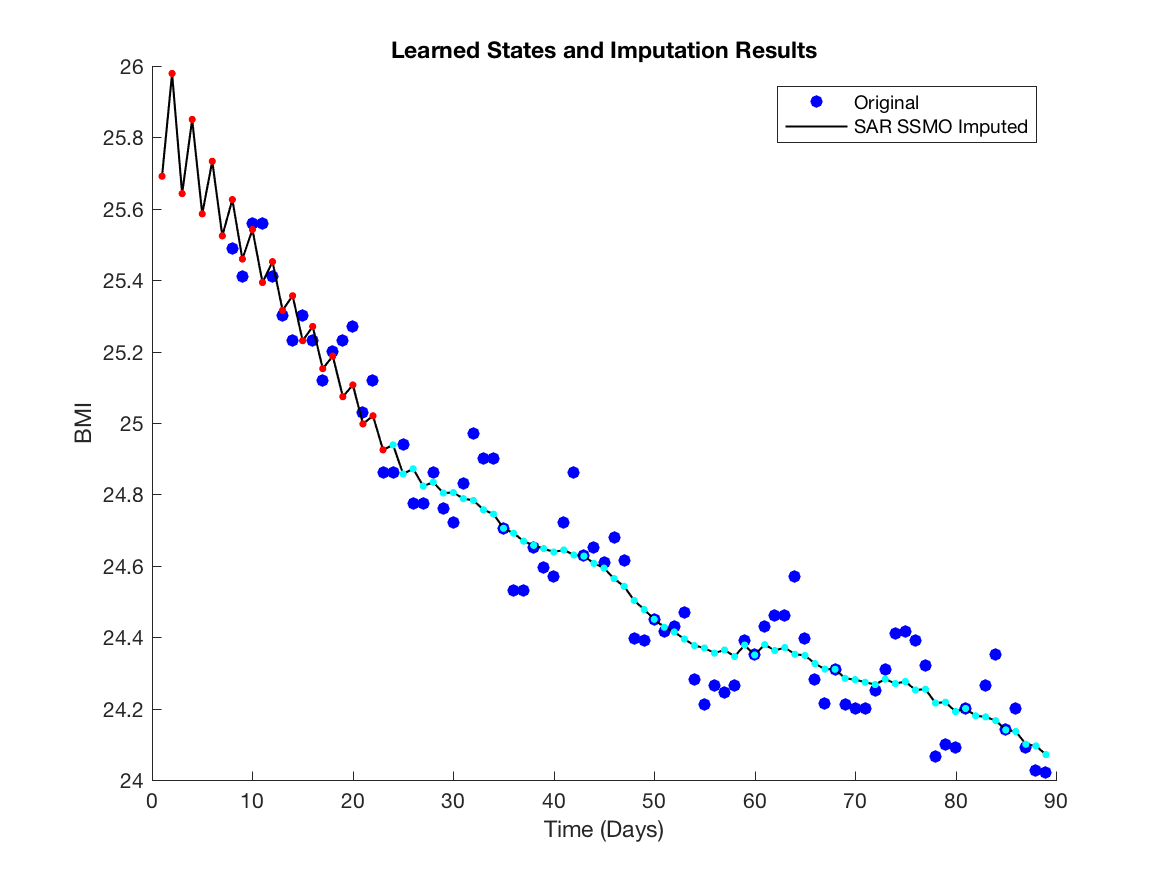 Learned States and Imputation Results
Original
SAR SSMO Imputed
BMI
26
25.8
25.6
25.4
25.2
25
24.8
24.6
24.4
24.2
24
0 10 20 30 40 50 60 70 80 90
Time (Days)